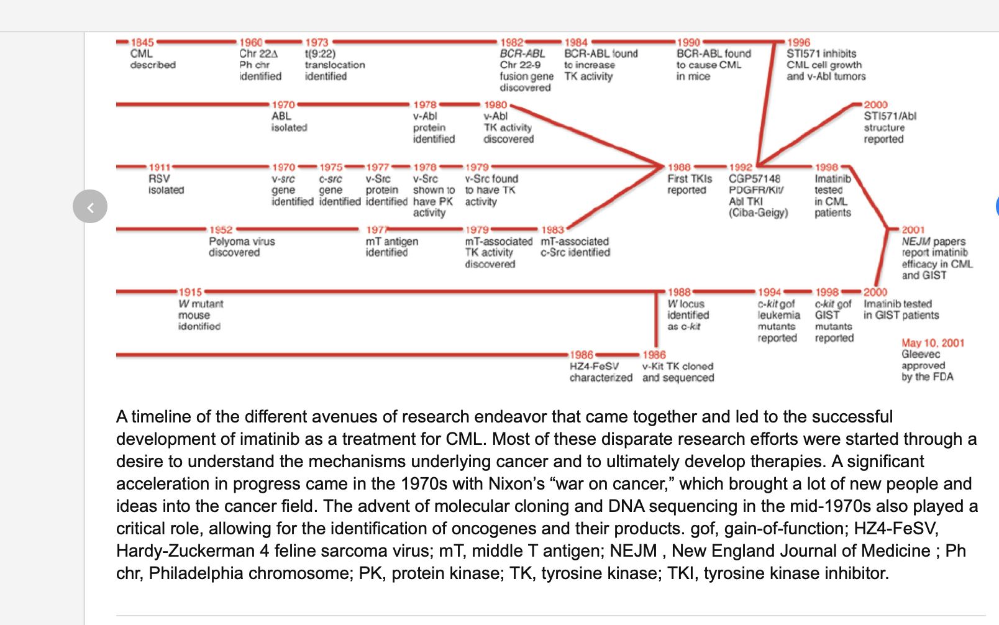 1845 1960 1973 1982 1984 1990 1996
CML Chr 22Δ t(9:22) BCR-ABL BCR-ABL found BCR-ABL found STI571 inhibits
described Ph chr translocation Chr 22-9 to increase to cause CML CML cell growth
identified identified fusion gene TK activity in mice and v-Abl tumors
discovered
1970 1978 1980 2000
ABL v-Abl v-Abl STI571/Abl
isolated protein TK activity structure
identified discovered reported
1911 1970 1975 1977 1978 1979 1988 1992 1998
RSV v-src c-src v-Src v-Src v-Src found First TKIs CGP57148 Imatinib
isolated gene gene protein shown to to have TK reported PDGFR/Kit/ tested
identified identified identified have PK activity Abl TKI in CML
activity (Ciba-Geigy) patients
1952 1977 1979 1983 2001
Polyoma virus mT antigen mT-associated mT-associated NEJM papers
discovered identified TK activity c-Src identified report imatinib
discovered efficacy in CML
and GIST
1915 1988 1994 1998 2000
W mutant W locus c-kit gof c-kit gof Imatinib tested
mouse identified leukemia GIST in GIST patients
identified as c-kit mutants mutants
reported reported
May 10, 2001
1986 1986 Gleevec
HZ4-FeSV v-Kit TK cloned approved
characterized and sequenced by the FDA
A timeline of the different avenues of research endeavor that came together and led to the successful
development of imatinib as a treatment for CML. Most of these disparate research efforts were started through a
desire to understand the mechanisms underlying cancer and to ultimately develop therapies. A significant
acceleration in progress came in the 1970s with Nixon’s “war on cancer,” which brought a lot of new people and
ideas into the cancer field. The advent of molecular cloning and DNA sequencing in the mid-1970s also played a
critical role, allowing for the identification of oncogenes and their products. gof, gain-of-function; HZ4-FeSV,
Hardy-Zuckerman 4 feline sarcoma virus; mT, middle T antigen; NEJM , New England Journal of Medicine ; Ph
chr, Philadelphia chromosome; PK, protein kinase; TK, tyrosine kinase; TKI, tyrosine kinase inhibitor.